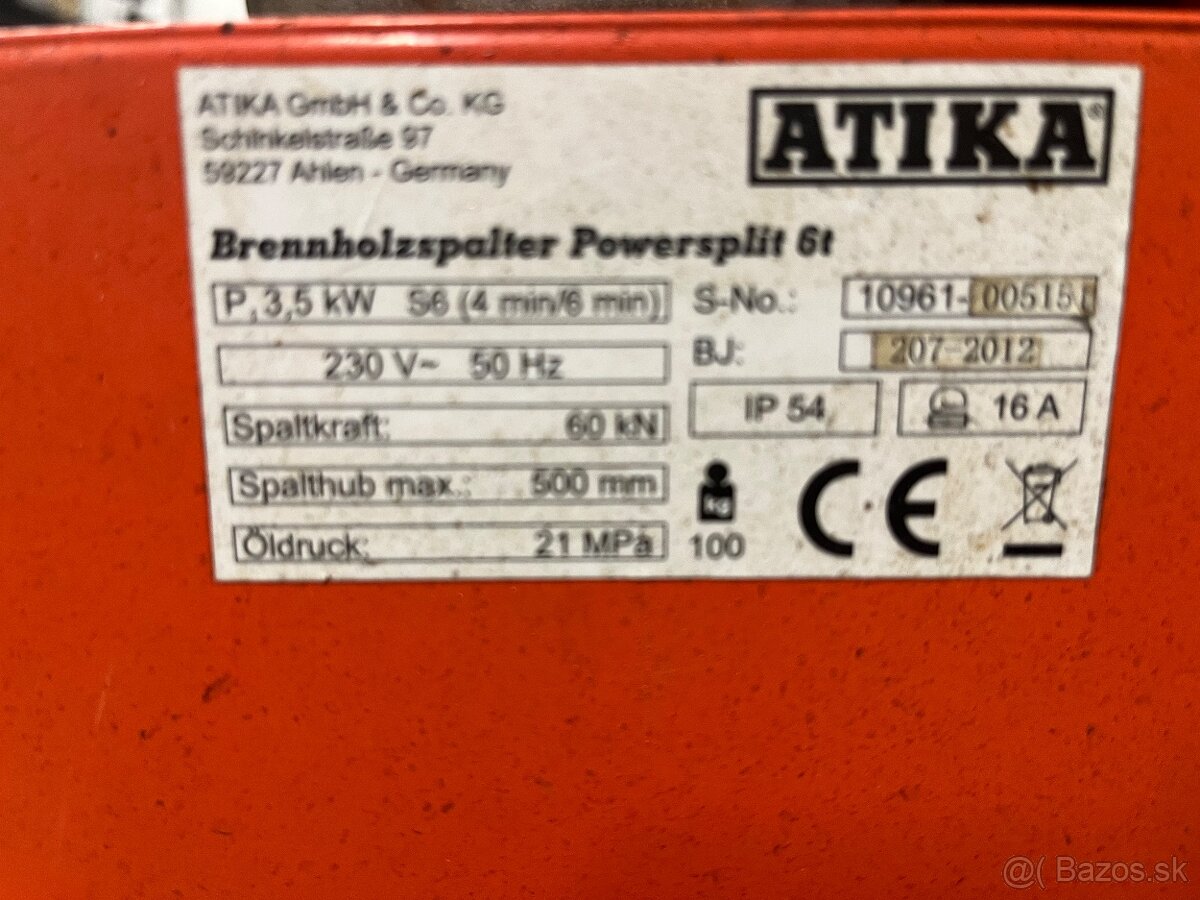 ATIKA GmbH & Co. KG
Schinkelstraße 97
59227 Ahlen - Germany
ATIKA®
Brennholzspalter Powersplit 6t
P₁ 3,5 kW S6 (4 min/6 min)
230 V~ 50 Hz
Spaltkraft: 60 kN
Spalthub max.: 500 mm
Öldruck: 21 MPa
S-No.: 10961-00515
BJ: 207-2012
IP 54
16 A
kg
100
CE
@( Bazos.sk